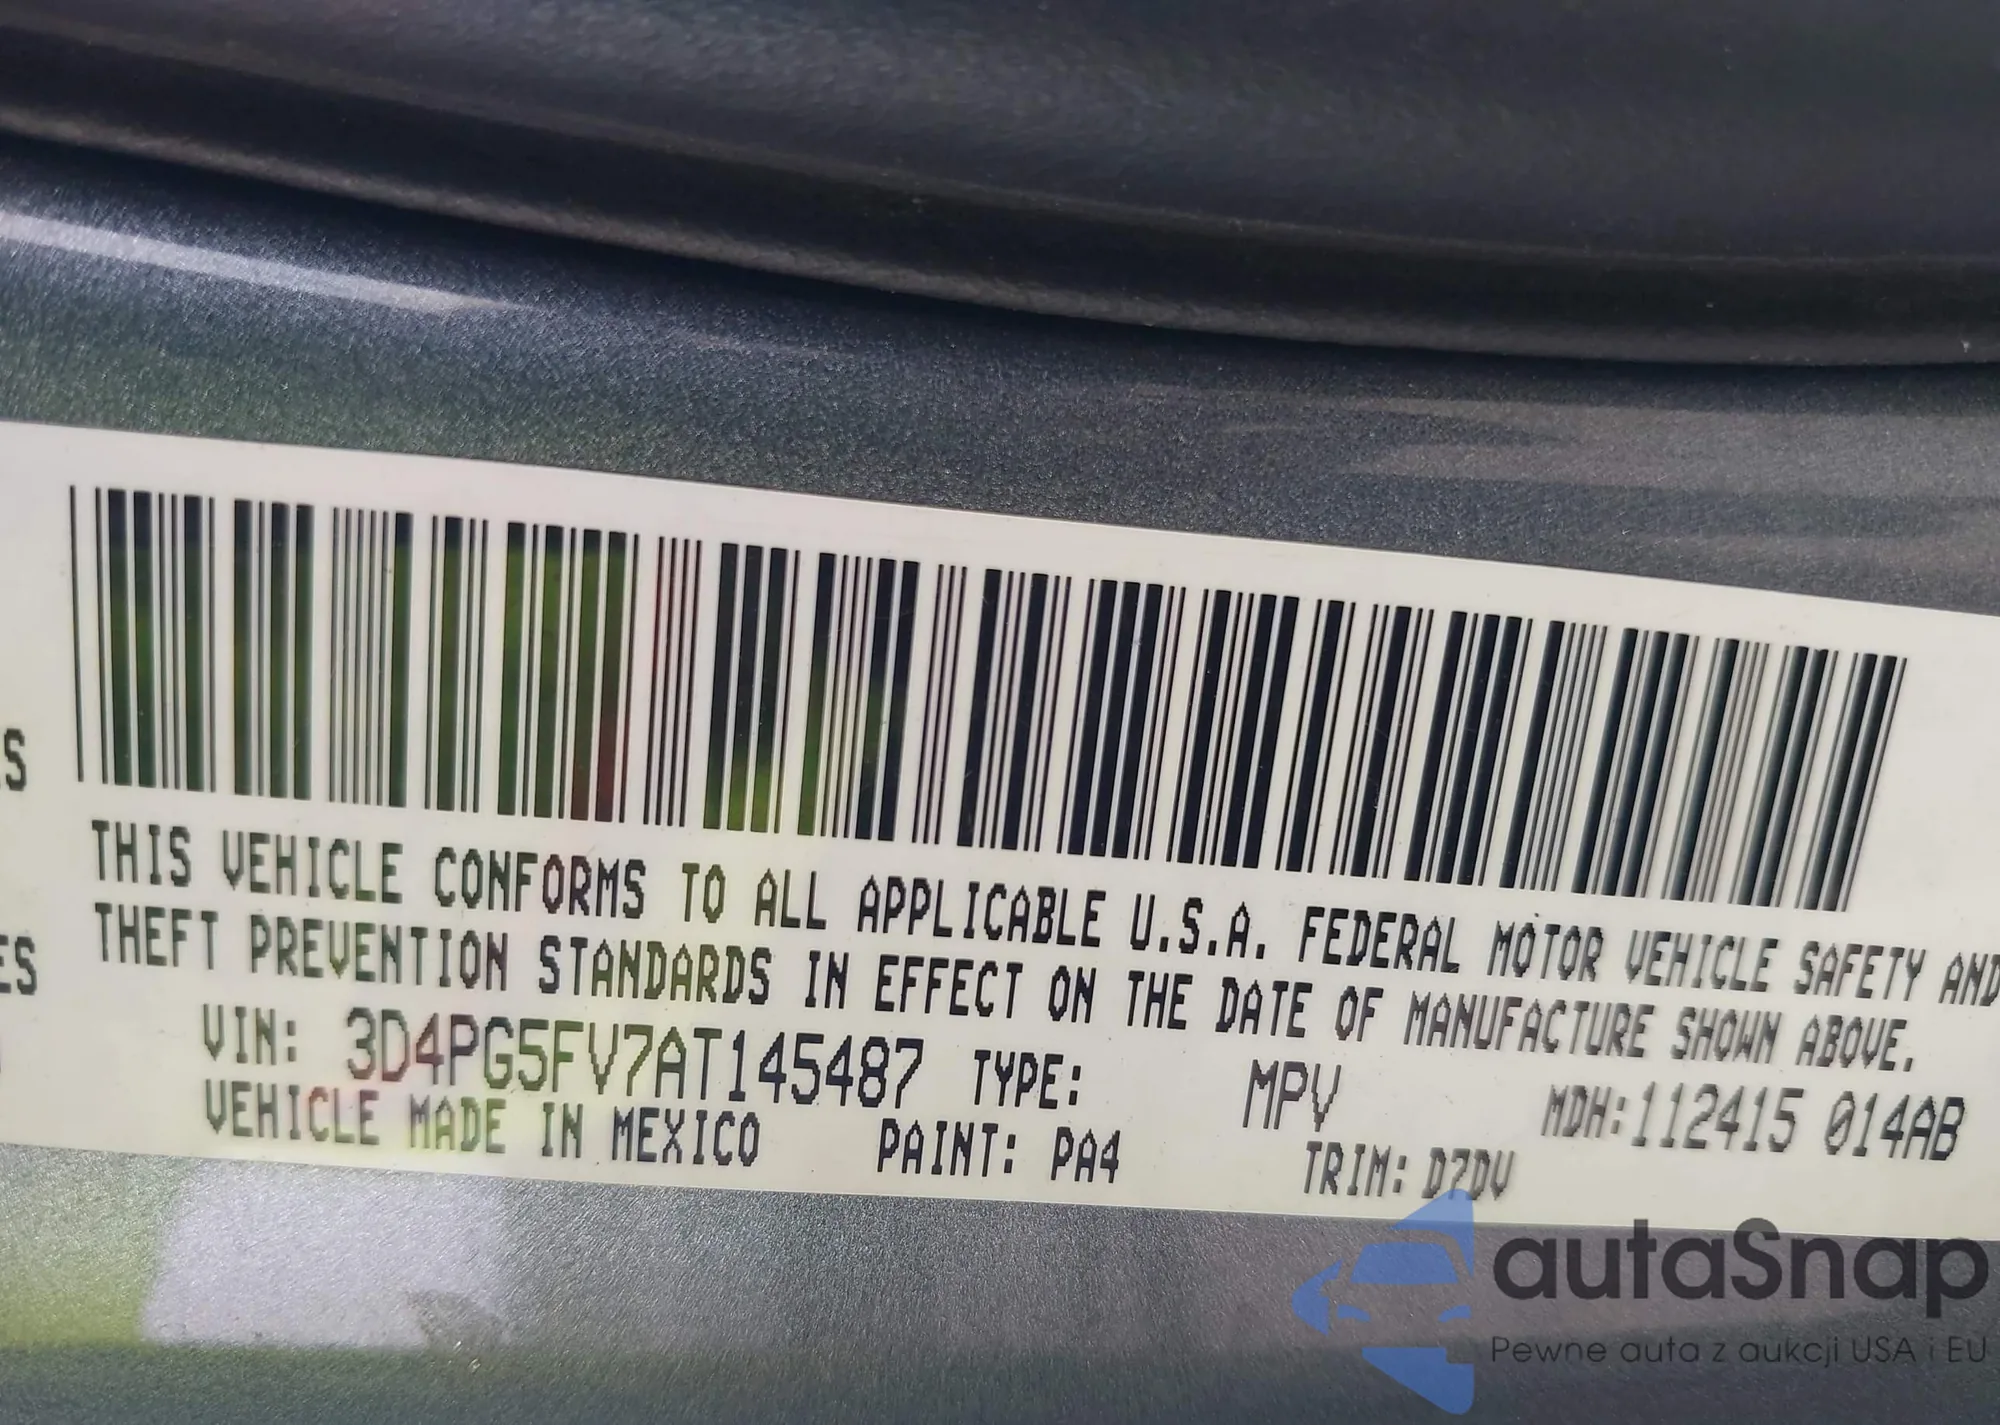 THIS VEHICLE CONFORMS TO ALL APPLICABLE U.S.A. FEDERAL MOTOR VEHICLE SAFETY AND
THEFT PREVENTION STANDARDS IN EFFECT ON THE DATE OF MANUFACTURE SHOWN ABOVE.
VIN: 3D4PG5FV7AT145487 TYPE: MPV MDH:112415 014AB
VEHICLE MADE IN MEXICO PAINT: PA4 TRIM: D7DV
autaSnap
Pewne auta z aukcji USA i EU